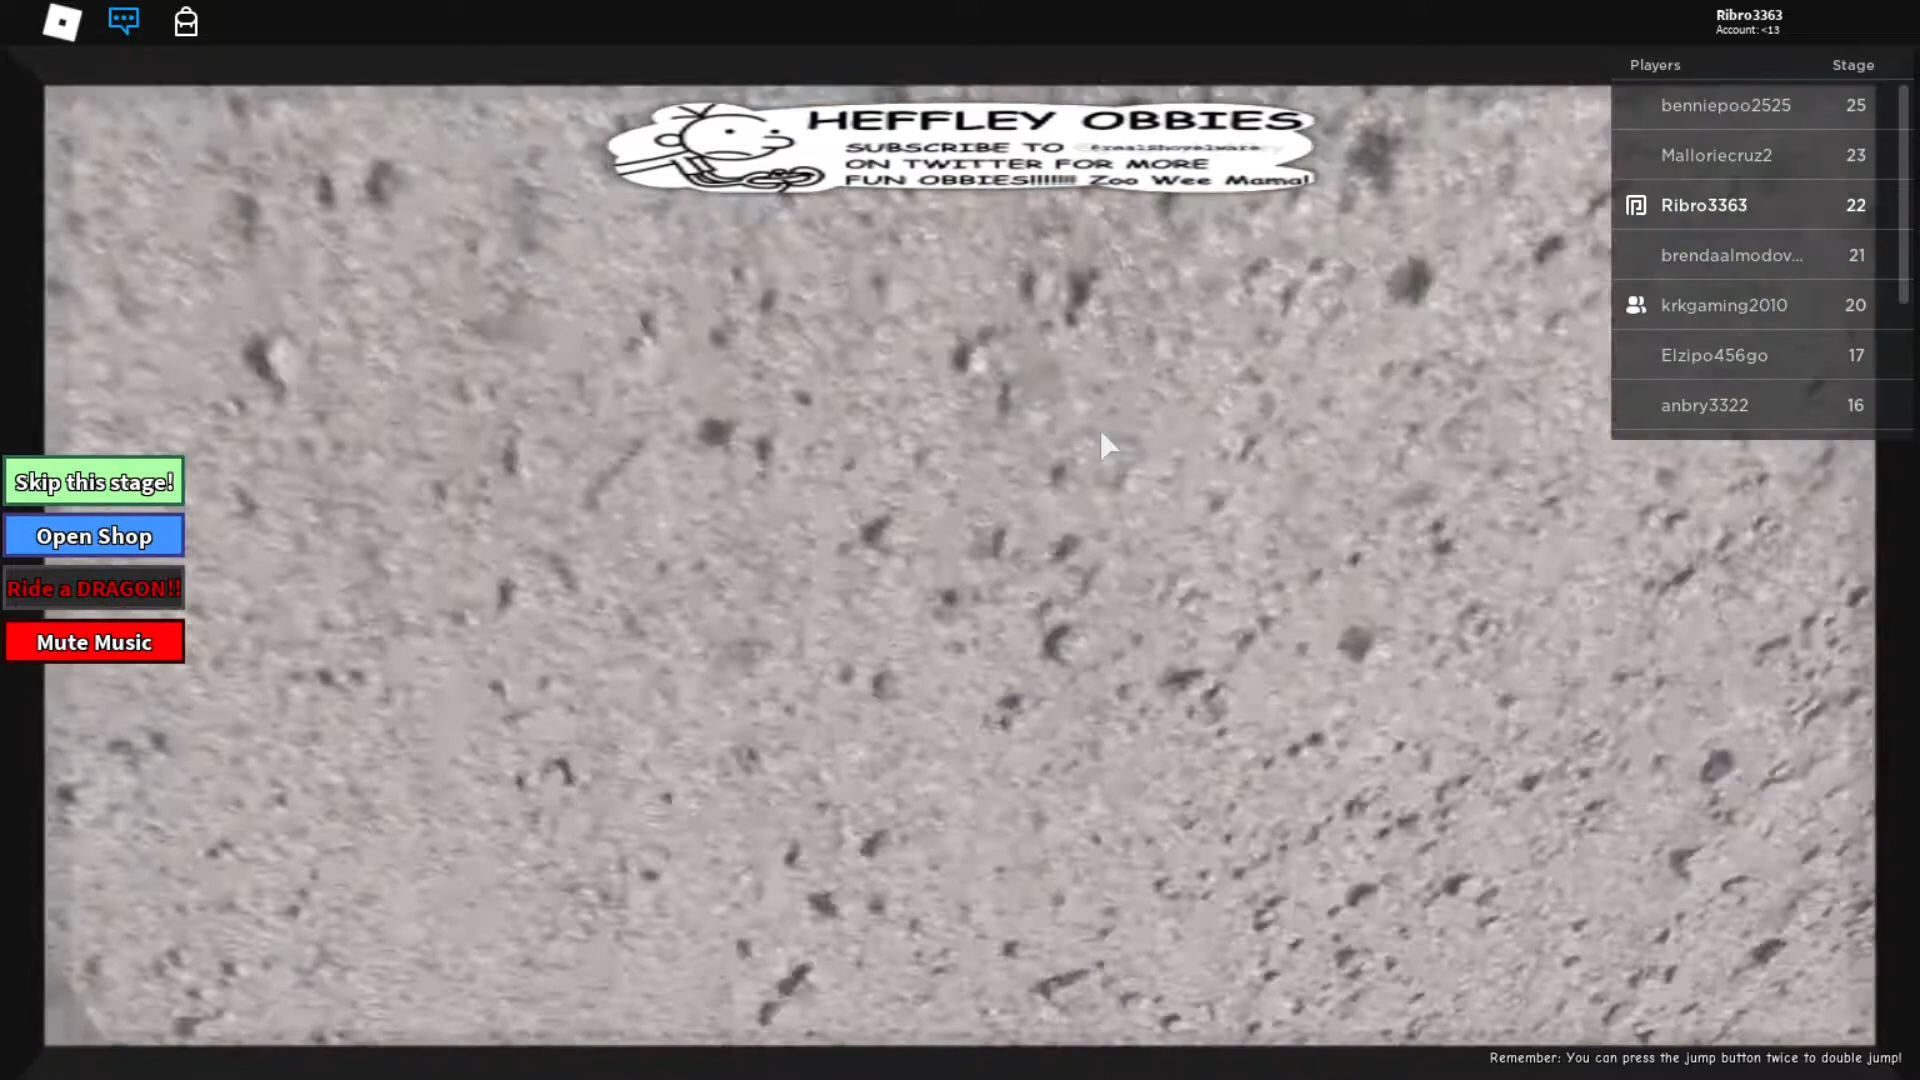 Ribro3363
Account: <13
Players Stage
benniepoo2525 25
Malloriecruz2 23
Ribro3363 22
brendaalmodov... 21
krkgaming2010 20
Elzipo456go 17
anbry3322 16
HEFFLEY OBBIES
SUBSCRIBE TO @realShovelware
ON TWITTER FOR MORE
FUN OBBIES!!!!!!! Zoo Wee Mama!
Skip this stage!
Open Shop
Ride a DRAGON!!
Mute Music
Remember: You can press the jump button twice to double jump!